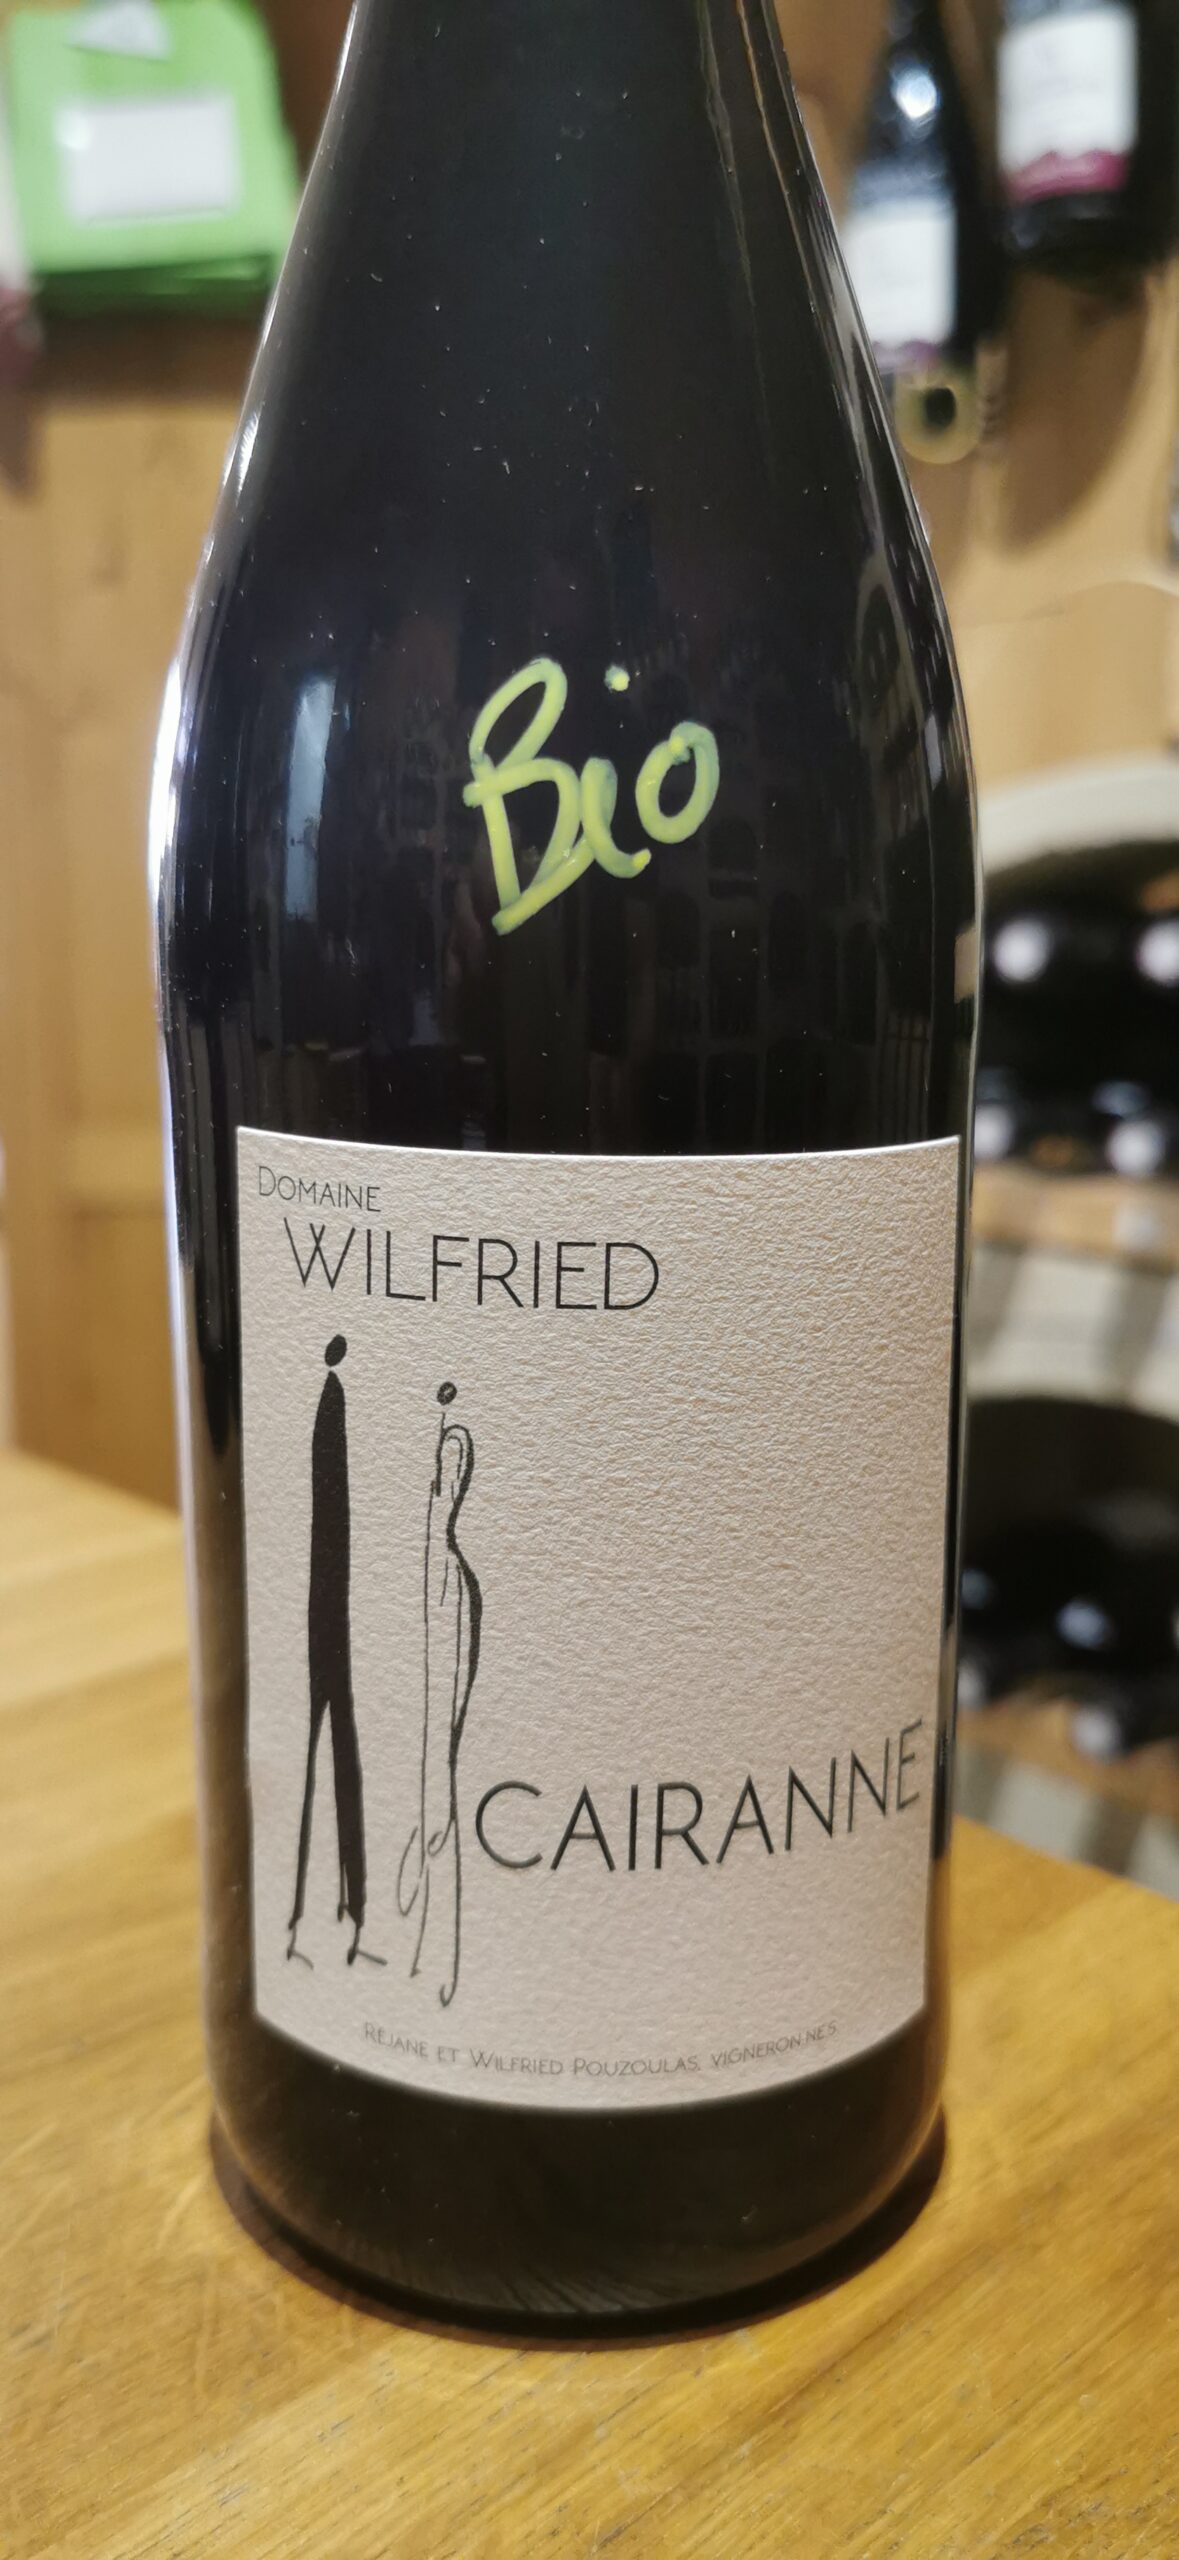 Bio
DOMAINE
WILFRIED
CAIRANNE
RÉJANE ET WILFRIED POUZOULAS, VIGNERON·NES